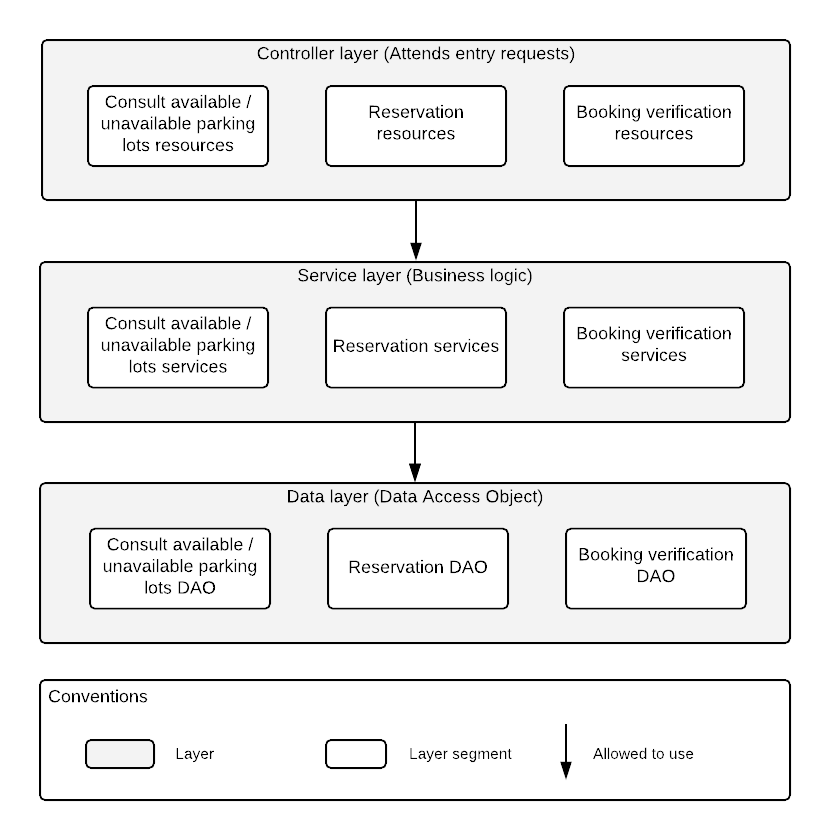 Controller layer (Attends entry requests)
Consult available /
unavailable parking
lots resources
Reservation
resources
Booking verification
resources
Service layer (Business logic)
Consult available /
unavailable parking
lots services
Reservation services
Booking verification
services
Data layer (Data Access Object)
Consult available /
unavailable parking
lots DAO
Reservation DAO
Booking verification
DAO
Conventions
Layer
Layer segment
Allowed to use